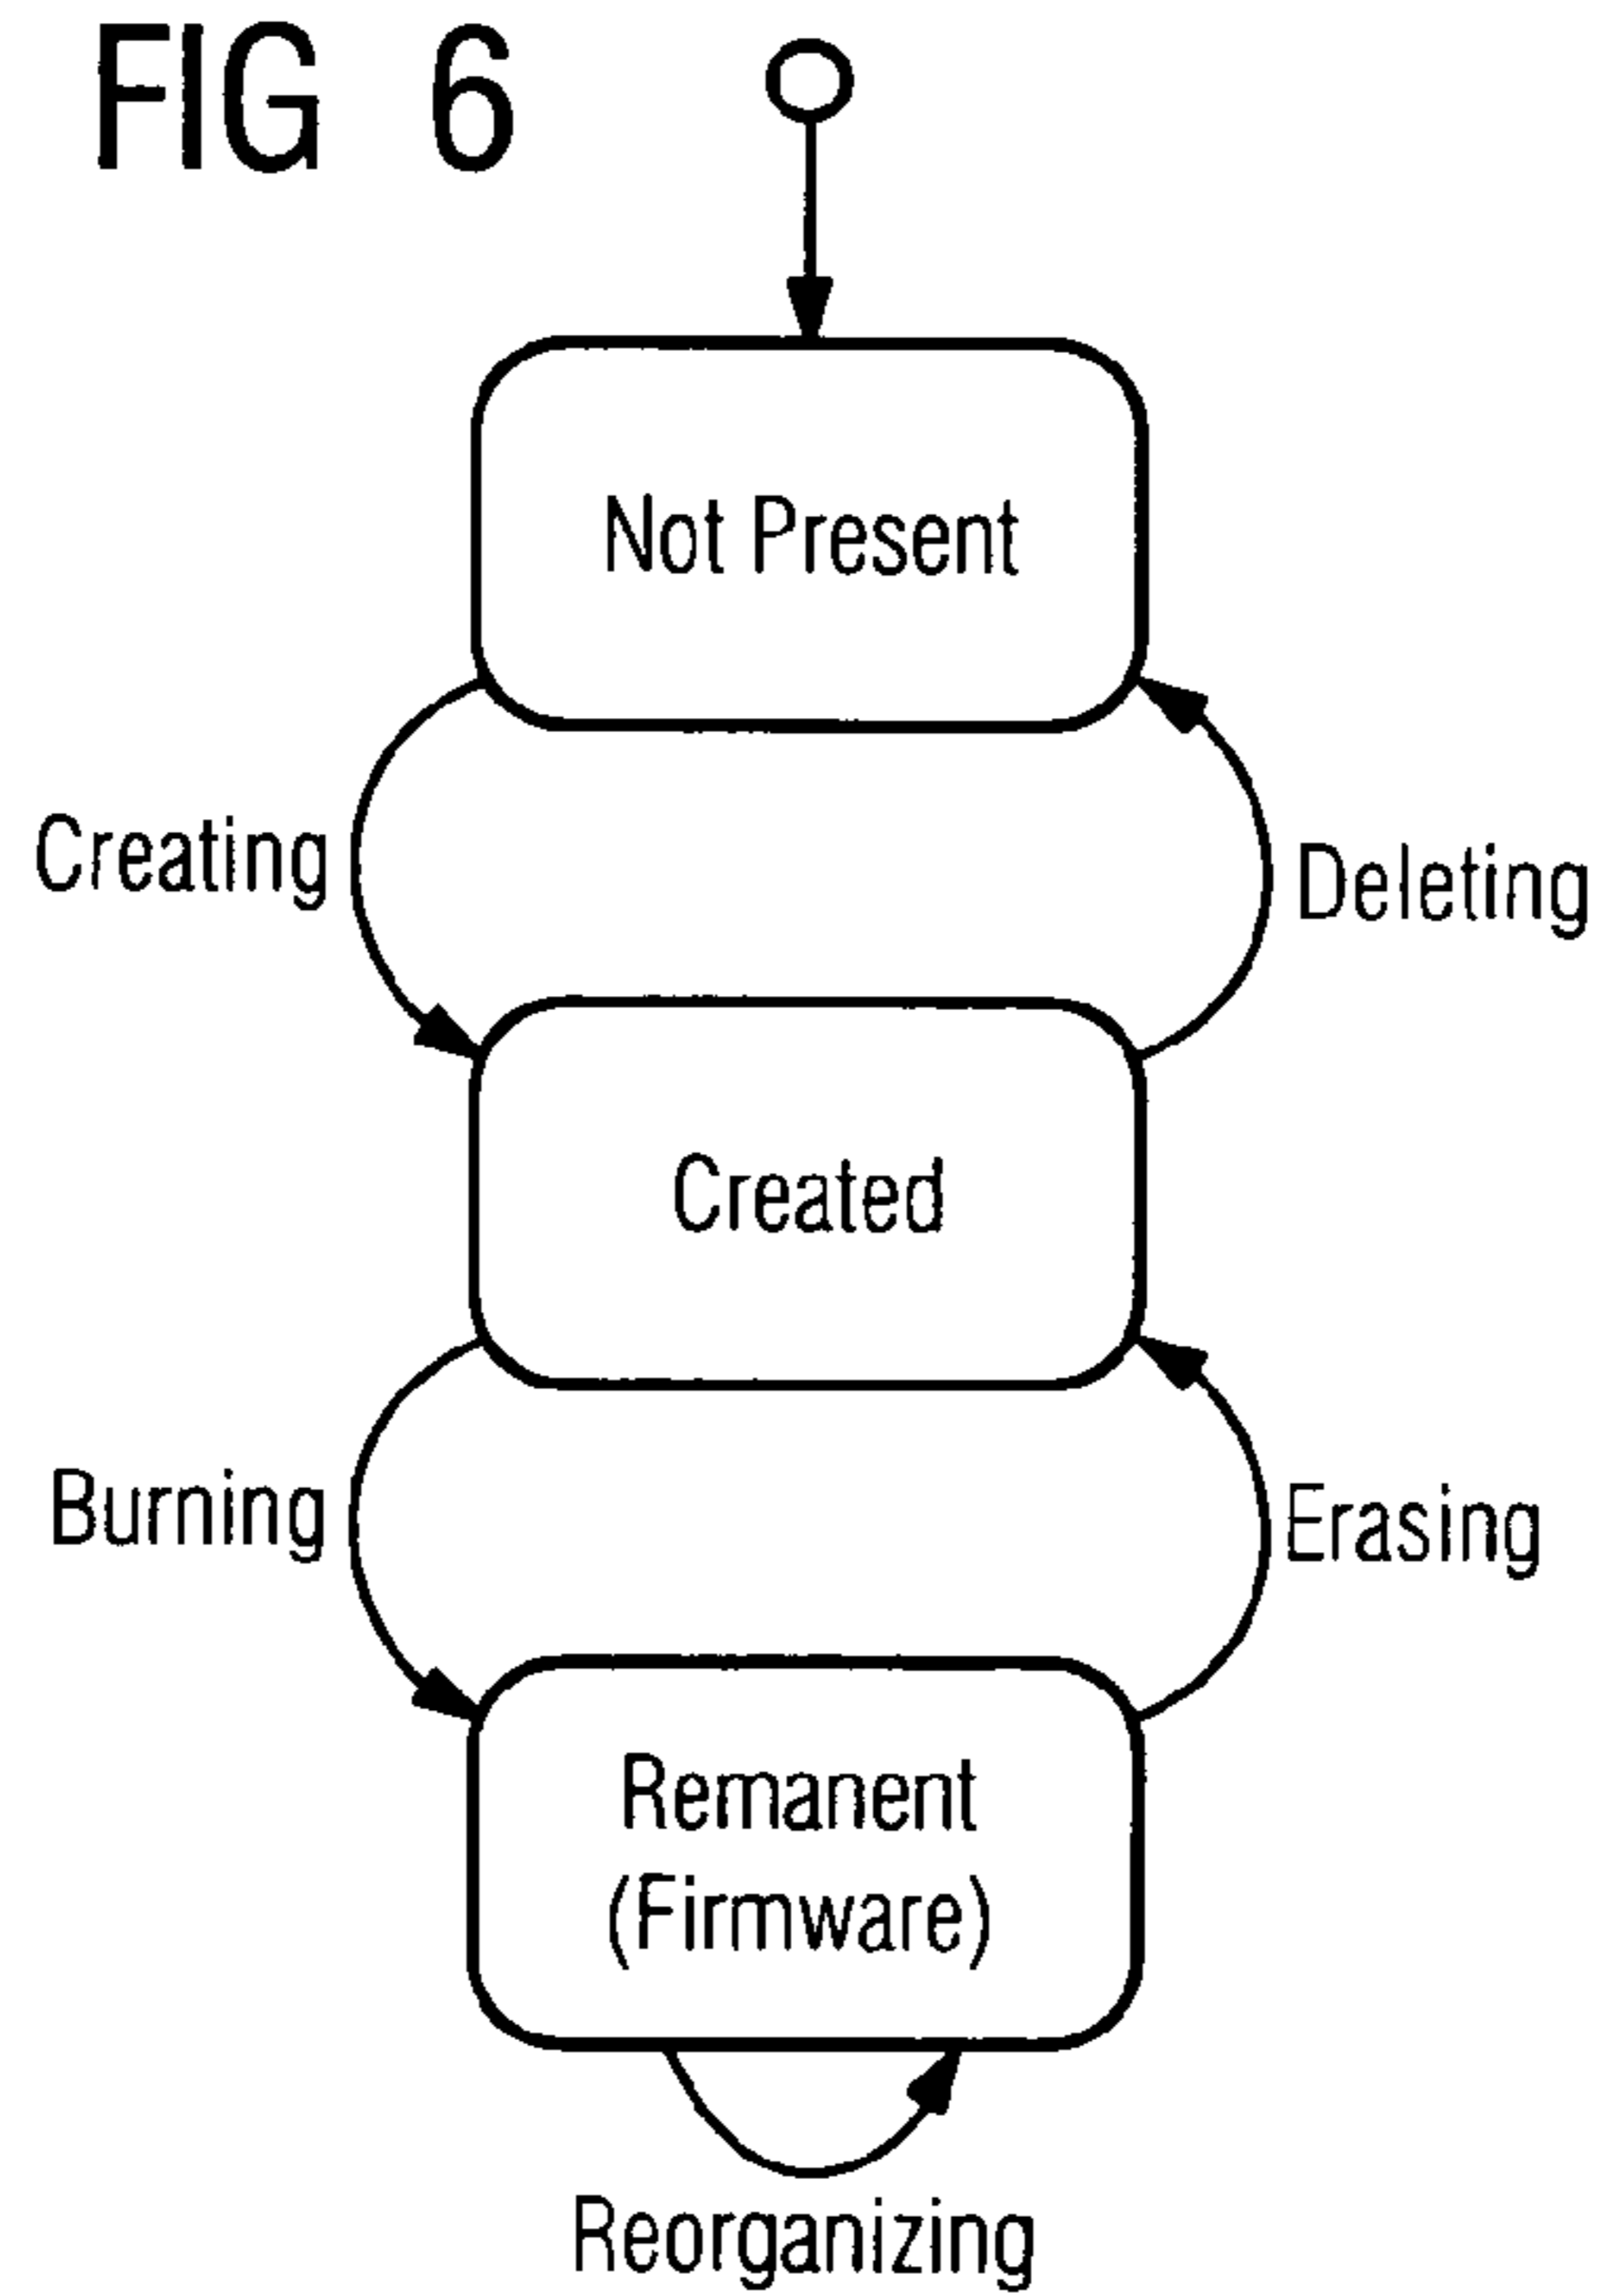 FIG 6
Not Present
Creating
Deleting
Created
Burning
Erasing
Remanent
(Firmware)
Reorganizing